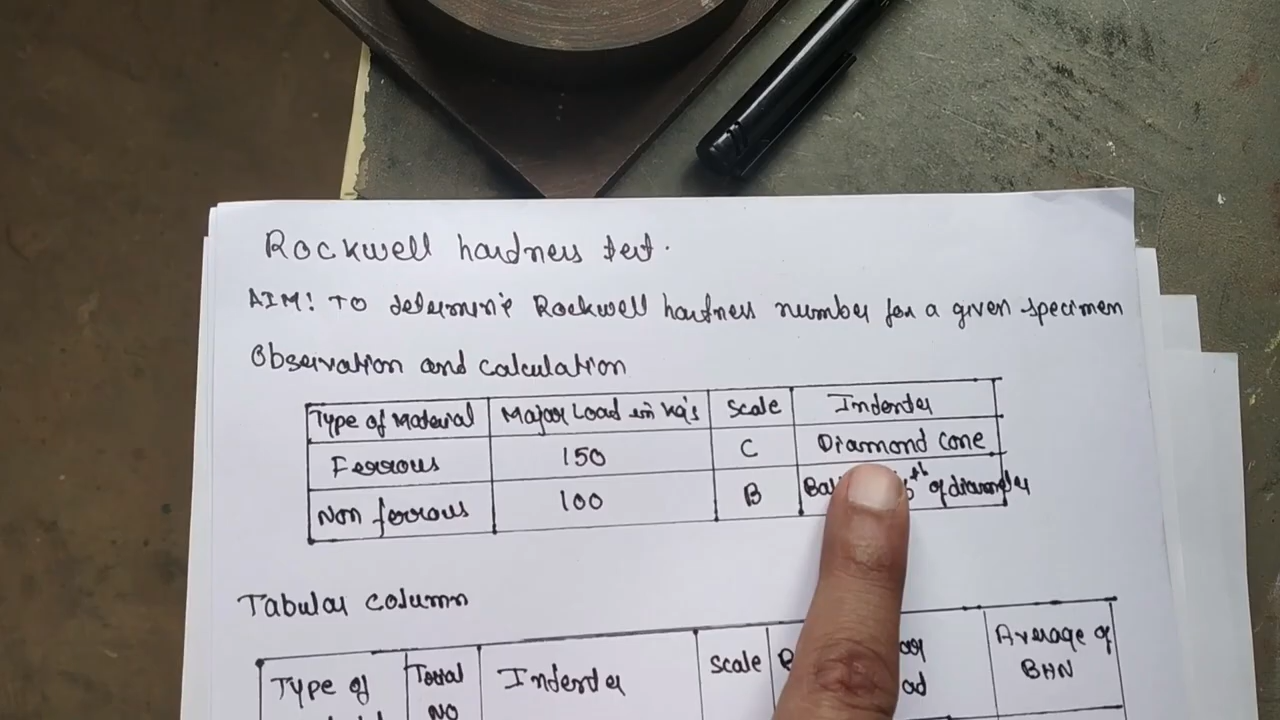 Rockwell hardness test.
AIM: To determine Rockwell hardness number for a given specimen
Observation and calculation
Type of Material Major Load in Kg's Scale Indenter
Ferrous 150 C Diamond cone
Non ferrous 100 B of diameter
Tabular column
Type of Total Indenter Scale Average of
NO BHN